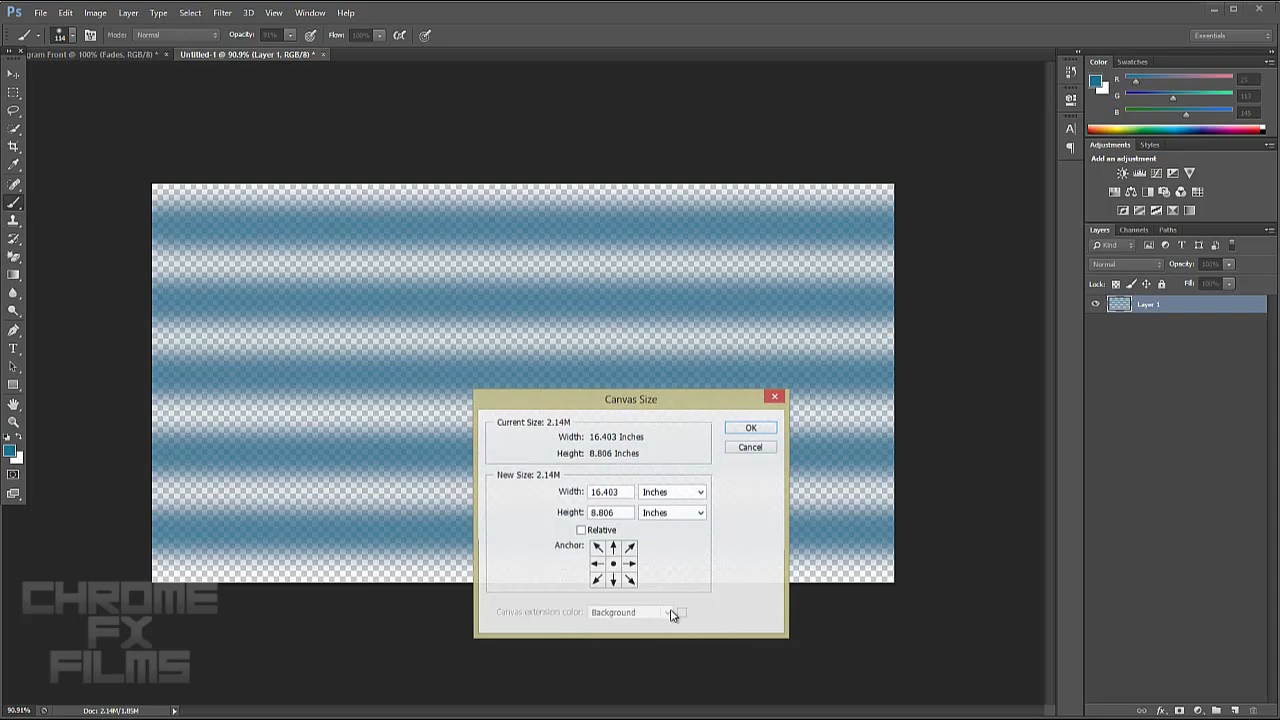 Ps File Edit Image Layer Type Select Filter 3D View Window Help
114 Mode: Normal Opacity: 91% Flow: 100% Essentials
gram Front @ 100% (Fades, RGB/8) * × Untitled-1 @ 90.9% (Layer 1, RGB/8) * ×
Color Swatches
R 25
G 117
B 145
Adjustments Styles
Add an adjustment
Layers Channels Paths
Kind
Normal Opacity: 100%
Lock: Fill: 100%
Layer 1
Canvas Size
Current Size: 2.14M
Width: 16.403 Inches
Height: 8.806 Inches
OK
Cancel
New Size: 2.14M
Width: 16.403 Inches
Height: 8.806 Inches
Relative
Anchor:
Canvas extension color: Background
CHROME
FX
FILMS
90.91% Doc: 2.14M/1.05M